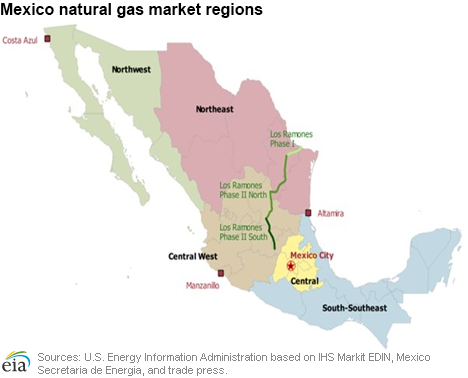 Mexico natural gas market regions
Costa Azul
Northwest
Northeast
Los Ramones
Phase I
Los Ramones
Phase II North
Altamira
Los Ramones
Phase II South
Central West
Mexico City
Manzanillo
Central
South-Southeast
eia
Sources: U.S. Energy Information Administration based on IHS Markit EDIN, Mexico
Secretaria de Energia, and trade press.